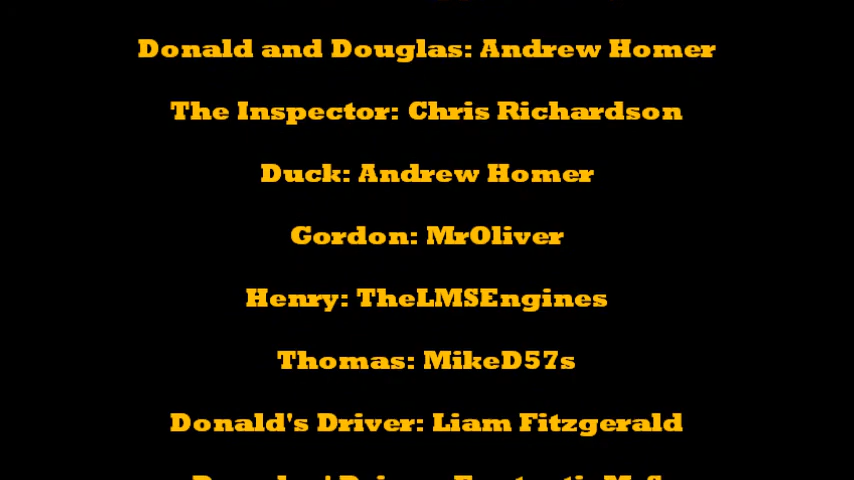 Donald and Douglas: Andrew Homer
The Inspector: Chris Richardson
Duck: Andrew Homer
Gordon: MrOliver
Henry: TheLMSEngines
Thomas: MikeD57s
Donald's Driver: Liam Fitzgerald